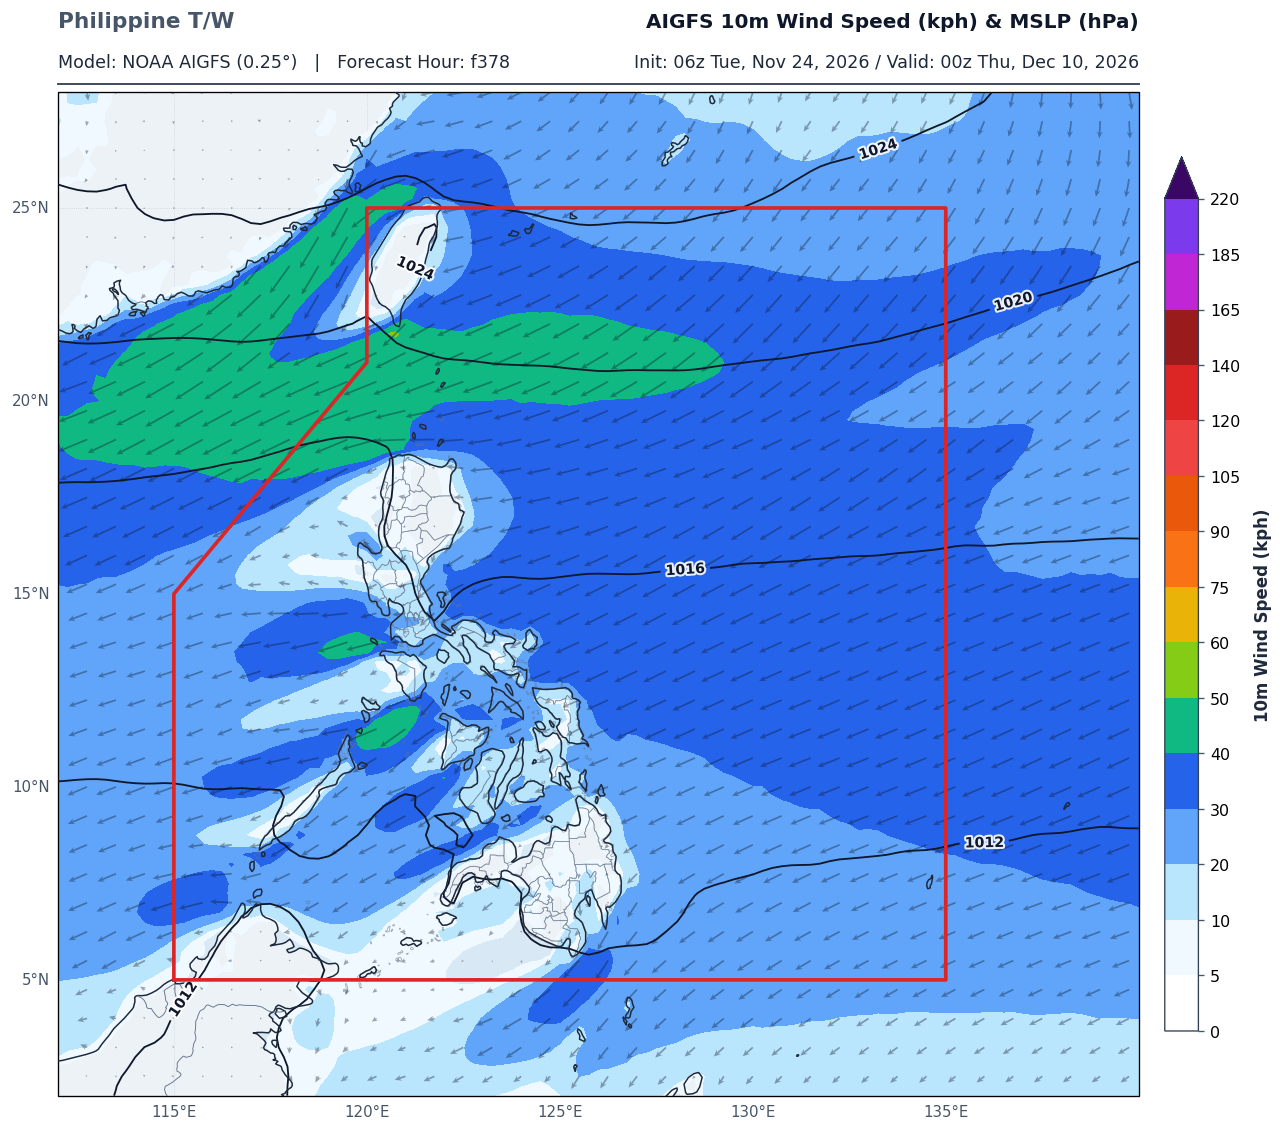 Philippine T/W
AIGFS 10m Wind Speed (kph) & MSLP (hPa)
Model: NOAA AIGFS (0.25°) | Forecast Hour: f378
Init: 06z Tue, Nov 24, 2026 / Valid: 00z Thu, Dec 10, 2026
1024
25°N
1024
1020
20°N
1016
15°N
10°N
1012
5°N
1012
115°E
120°E
125°E
130°E
135°E
220
185
165
140
120
105
90
75
60
50
40
30
20
10
5
0
10m Wind Speed (kph)